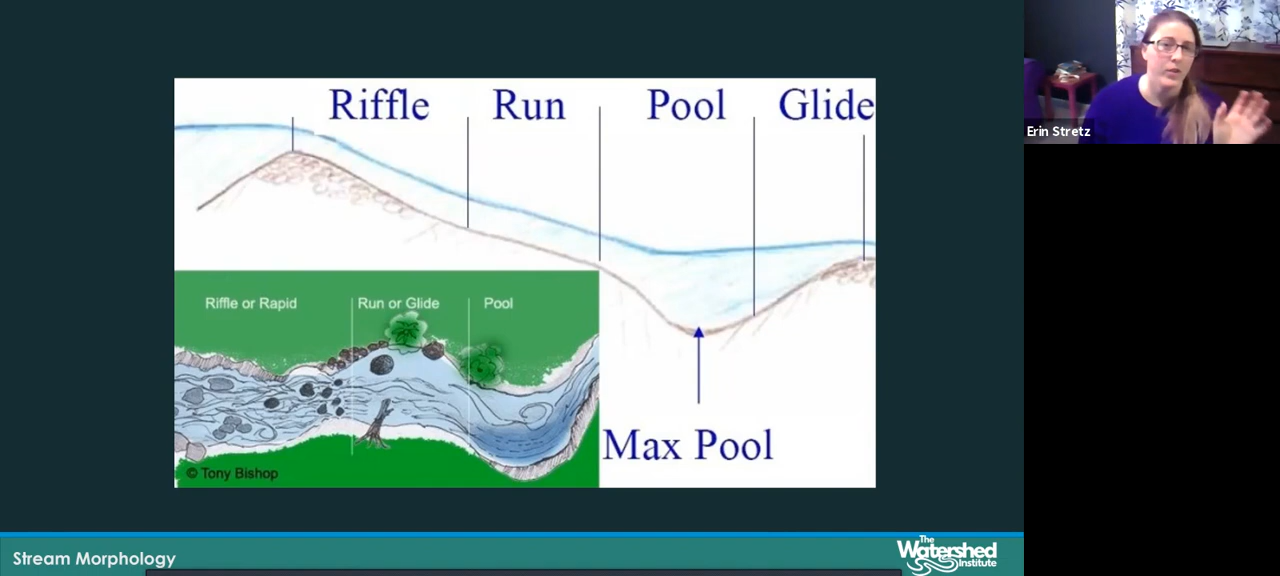 Riffle Run Pool Glide
Erin Stretz
Riffle or Rapid Run or Glide Pool
Max Pool
© Tony Bishop
Stream Morphology
The
Watershed
Institute